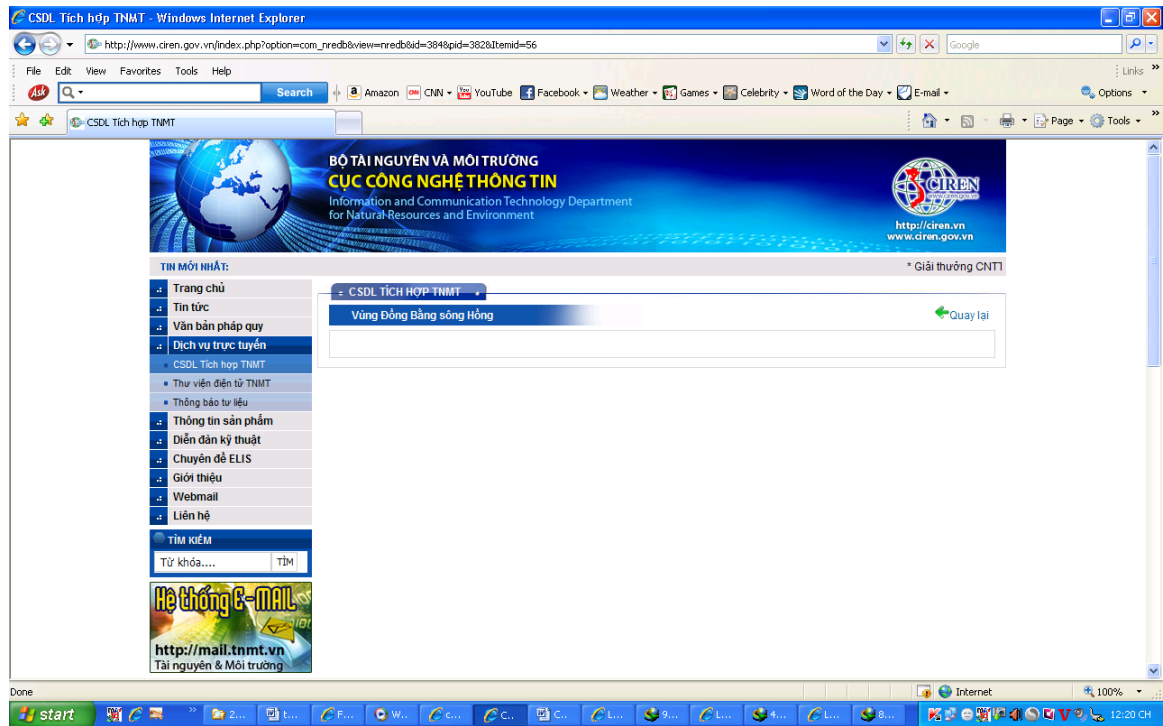 CSDL Tích hợp TNMT - Windows Internet Explorer
http://www.ciren.gov.vn/index.php?option=com_nredb&view=nredb&id=384&pid=382&Itemid=56
Google
File Edit View Favorites Tools Help
Links
Ask
Search
Amazon CNN YouTube Facebook Weather Games Celebrity Word of the Day E-mail
Options
CSDL Tích hợp TNMT
Page Tools
BỘ TÀI NGUYÊN VÀ MÔI TRƯỜNG
CỤC CÔNG NGHỆ THÔNG TIN
Information and Communication Technology Department
for Natural Resources and Environment
CIREN
http://ciren.vn
www.ciren.gov.vn
TIN MỚI NHẤT:
* Giải thưởng CNTT
Trang chủ
Tin tức
Văn bản pháp quy
Dịch vụ trực tuyến
CSDL Tích hợp TNMT
Thư viện điện tử TNMT
Thông báo tư liệu
Thông tin sản phẩm
Diễn đàn kỹ thuật
Chuyên đề ELIS
Giới thiệu
Webmail
Liên hệ
CSDL TÍCH HỢP TNMT
Vùng Đồng Bằng sông Hồng
Quay lại
TÌM KIẾM
Từ khóa....
TÌM
Hệ thống E-MAIL
http://mail.tnmt.vn
Tài nguyên & Môi trường
Done
Internet
100%
start
2...
t...
F...
W...
c...
C..
C...
L...
9...
L...
4...
L...
8...
12:20 CH